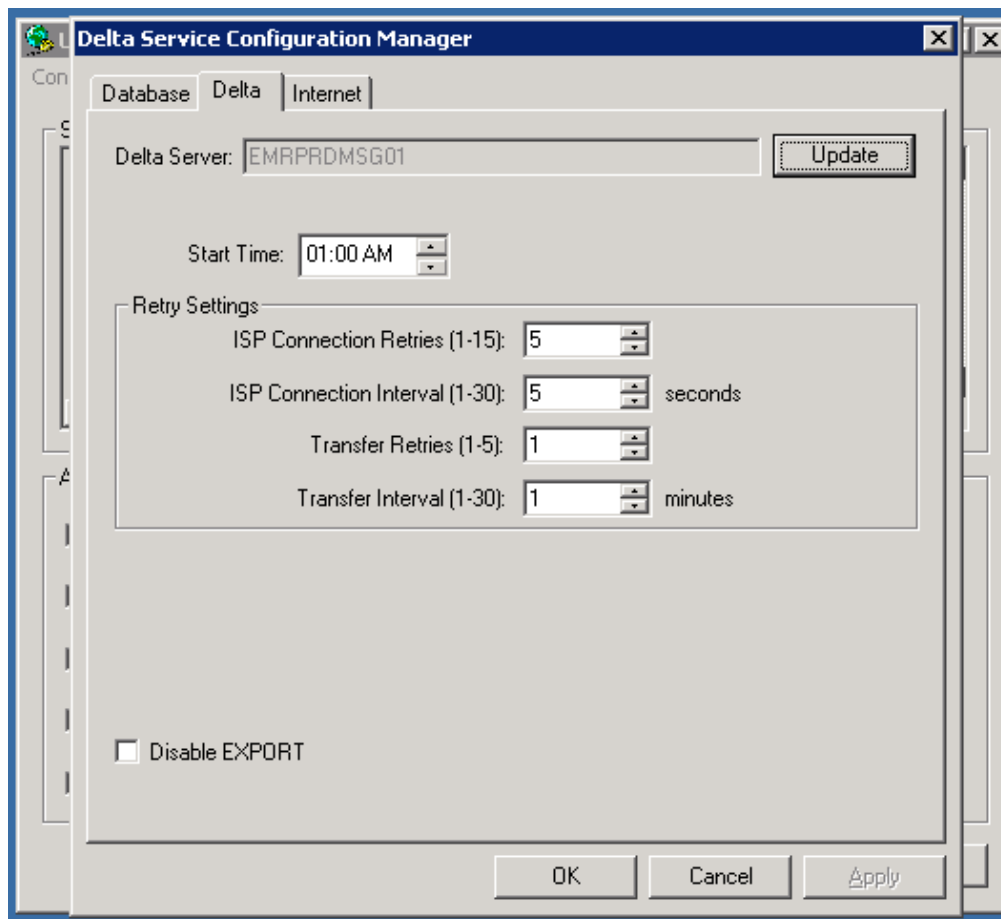 Delta Service Configuration Manager
Con
Database Delta Internet
Delta Server: EMRPRDMSG01 Update
Start Time: 01:00 AM
Retry Settings
ISP Connection Retries (1-15): 5
ISP Connection Interval (1-30): 5 seconds
Transfer Retries (1-5): 1
Transfer Interval (1-30): 1 minutes
Disable EXPORT
OK Cancel Apply